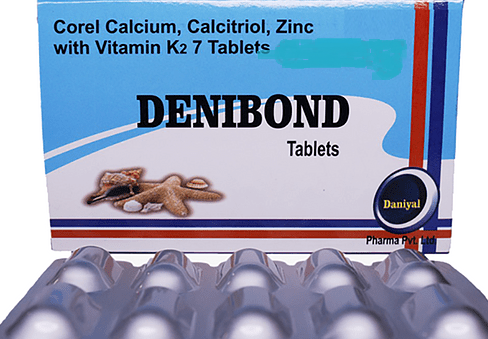 Corel Calcium, Calcitriol, Zinc
with Vitamin K2 7 Tablets
DENIBOND
Tablets
Daniyal
Pharma Pvt. Ltd.